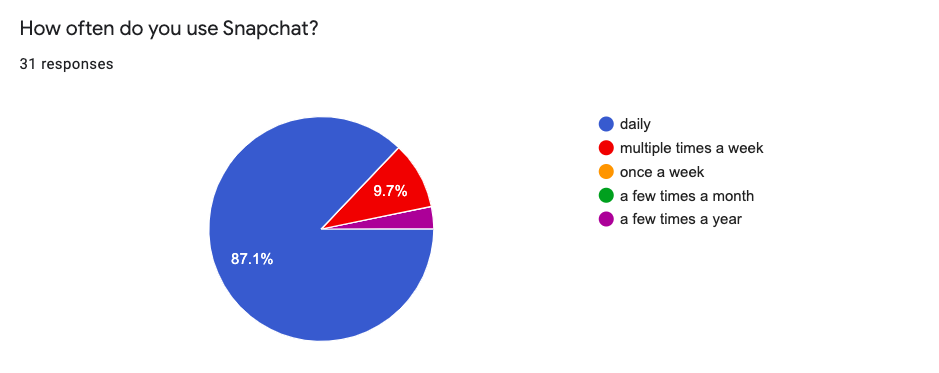 How often do you use Snapchat?
31 responses
daily
multiple times a week
once a week
a few times a month
a few times a year
9.7%
87.1%